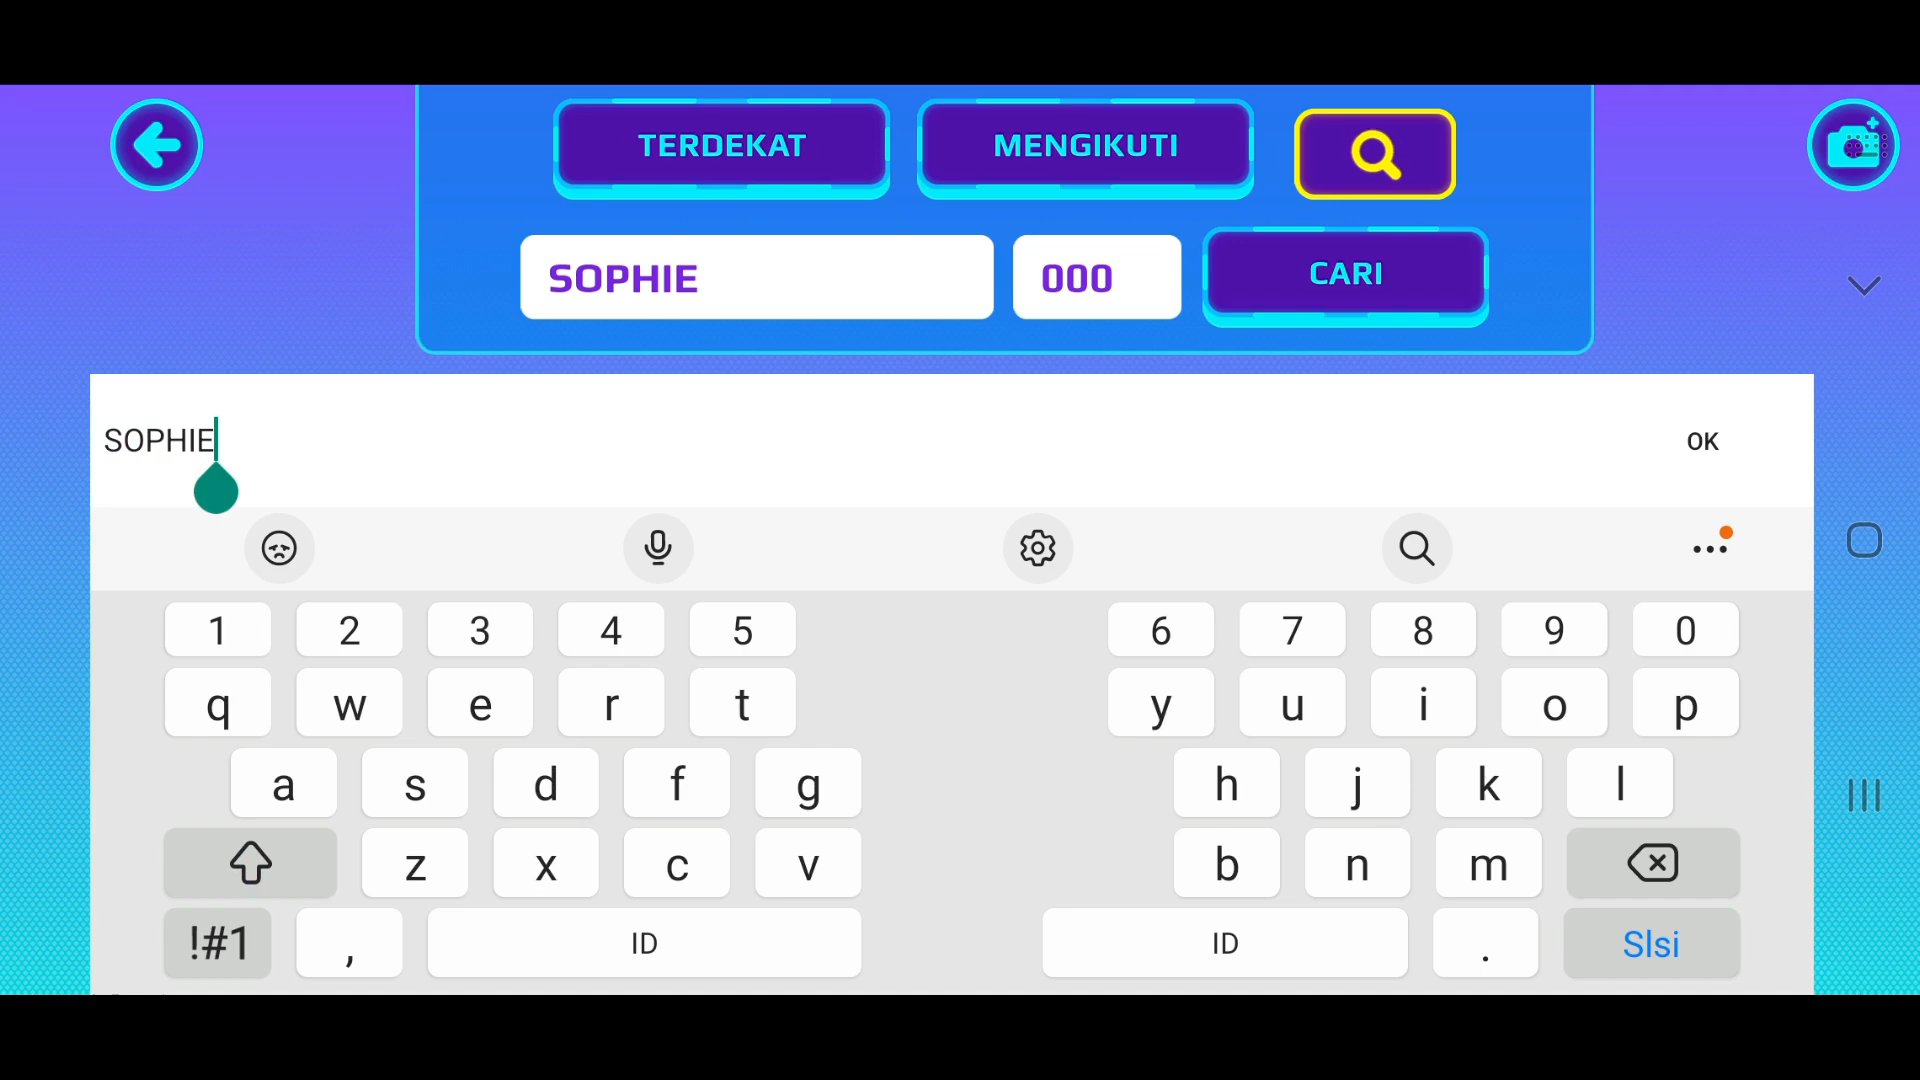 TERDEKAT MENGIKUTI
SOPHIE 000 CARI
SOPHIE OK
1 2 3 4 5 6 7 8 9 0
q w e r t y u i o p
a s d f g h j k l
z x c v b n m
!#1 , ID ID . Slsi